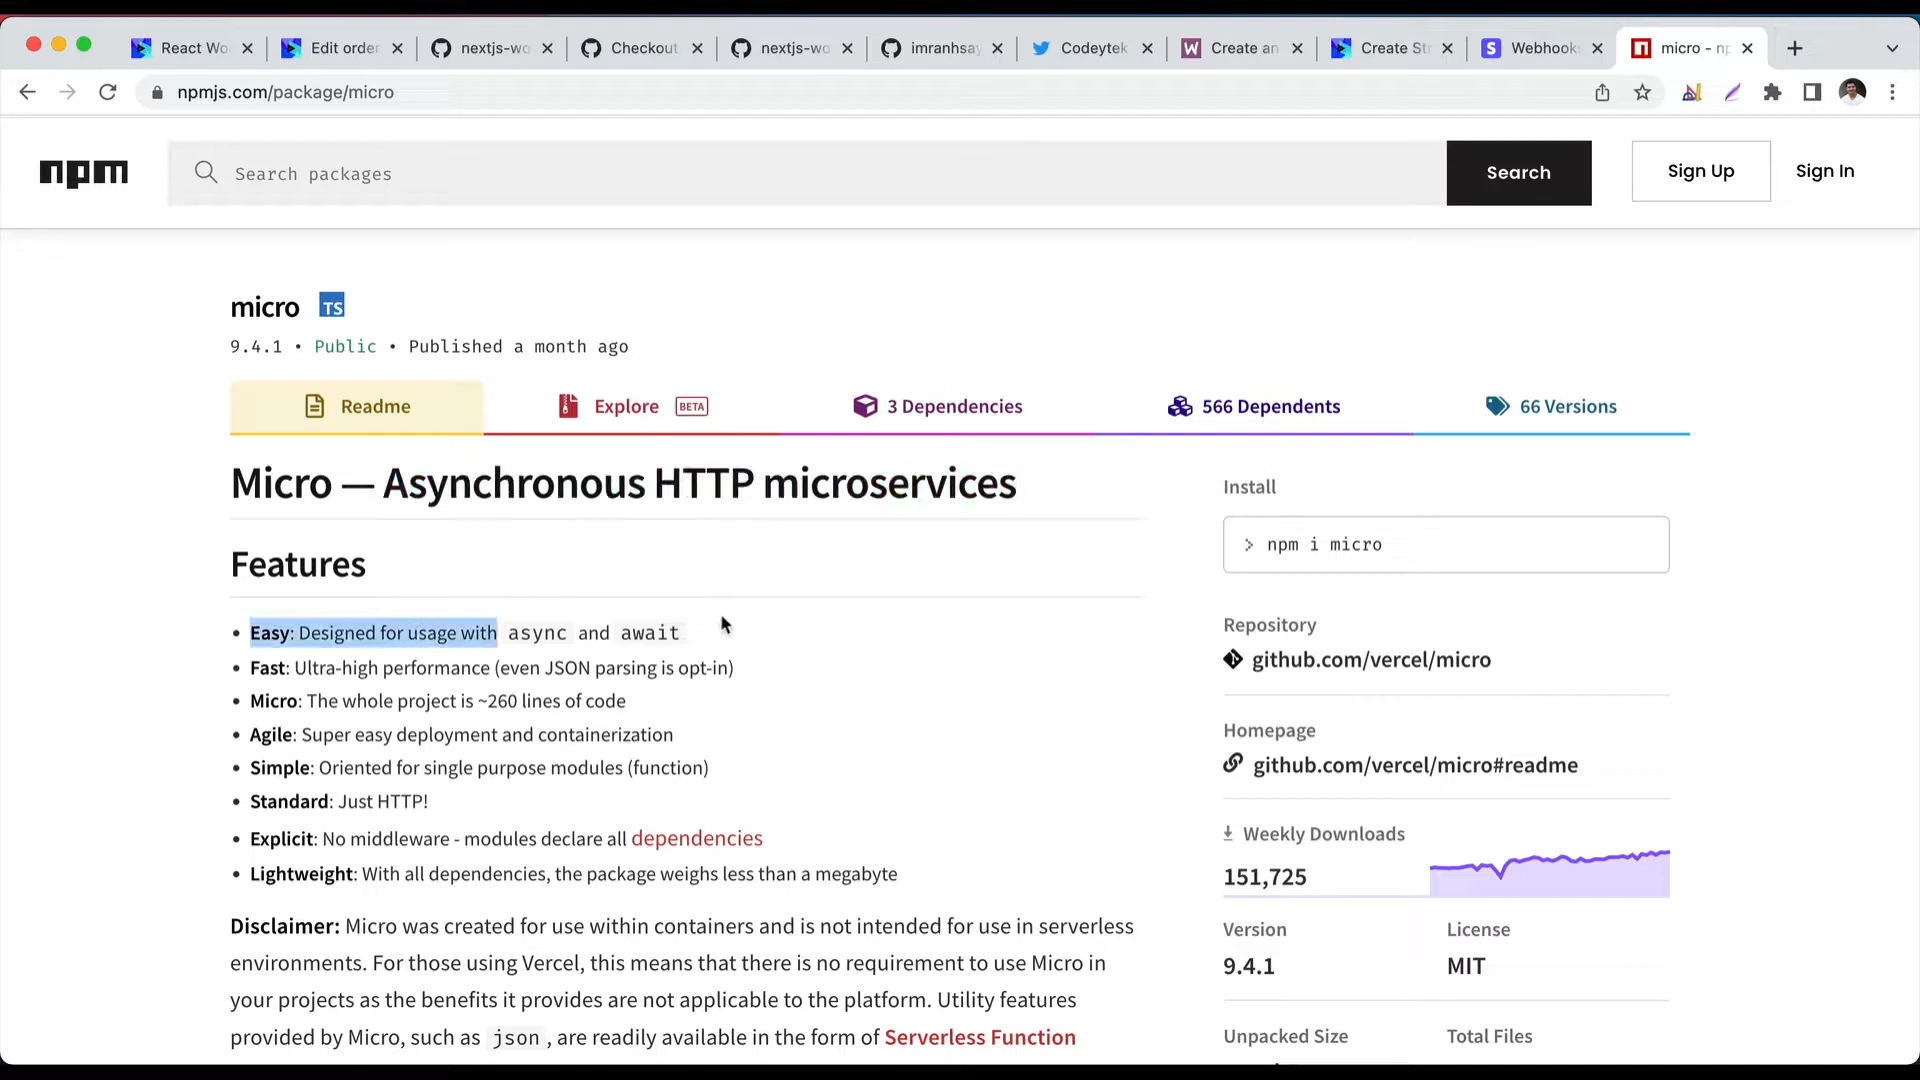 React Wo
Edit order
nextjs-wo
Checkout
nextjs-wo
imranhsay
Codeytek
W
Create an
Create Str
S
Webhook
micro - np
npmjs.com/package/micro
npm
Search packages
Search
Sign Up
Sign In
micro TS
9.4.1 • Public • Published a month ago
Readme
Explore BETA
3 Dependencies
566 Dependents
66 Versions
Micro — Asynchronous HTTP microservices
Features
• Easy: Designed for usage with async and await
• Fast: Ultra-high performance (even JSON parsing is opt-in)
• Micro: The whole project is ~260 lines of code
• Agile: Super easy deployment and containerization
• Simple: Oriented for single purpose modules (function)
• Standard: Just HTTP!
• Explicit: No middleware - modules declare all dependencies
• Lightweight: With all dependencies, the package weighs less than a megabyte
Disclaimer: Micro was created for use within containers and is not intended for use in serverless
environments. For those using Vercel, this means that there is no requirement to use Micro in
your projects as the benefits it provides are not applicable to the platform. Utility features
provided by Micro, such as json , are readily available in the form of Serverless Function
Install
> npm i micro
Repository
github.com/vercel/micro
Homepage
github.com/vercel/micro#readme
Weekly Downloads
151,725
Version
License
9.4.1
MIT
Unpacked Size
Total Files